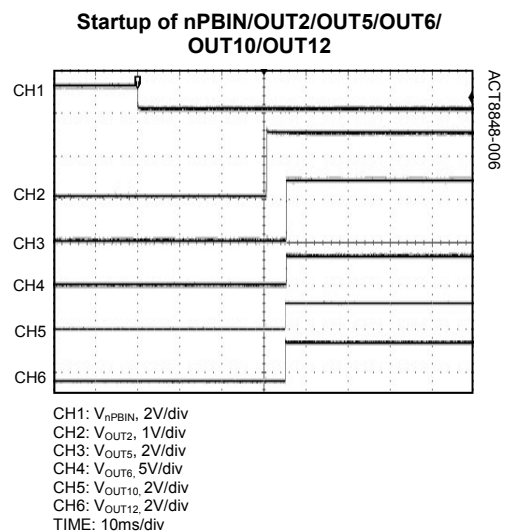 Startup of nPBIN/OUT2/OUT5/OUT6/
OUT10/OUT12
CH1
CH2
CH3
CH4
CH5
CH6
ACT8848-006
CH1: VnPBIN, 2V/div
CH2: VOUT2, 1V/div
CH3: VOUT5, 2V/div
CH4: VOUT6, 5V/div
CH5: VOUT10, 2V/div
CH6: VOUT12, 2V/div
TIME: 10ms/div